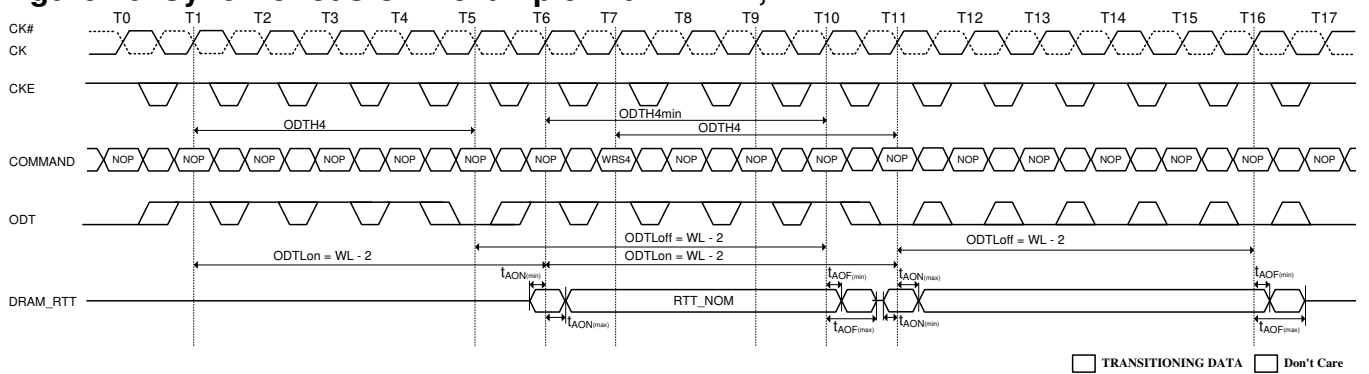 T0 T1 T2 T3 T4 T5 T6 T7 T8 T9 T10 T11 T12 T13 T14 T15 T16 T17
CK#
CK
CKE
ODTH4min
ODTH4 ODTH4
COMMAND NOP NOP NOP NOP NOP NOP NOP WRS4 NOP NOP NOP NOP NOP NOP NOP NOP NOP NOP
ODT
ODTLoff = WL - 2 ODTLoff = WL - 2
ODTLon = WL - 2 ODTLon = WL - 2
tAON(min) tAOF(min) tAON(max) tAOF(min)
DRAM_RTT RTT_NOM
tAON(max) tAOF(max) tAON(min) tAOF(max)
TRANSITIONING DATA Don't Care